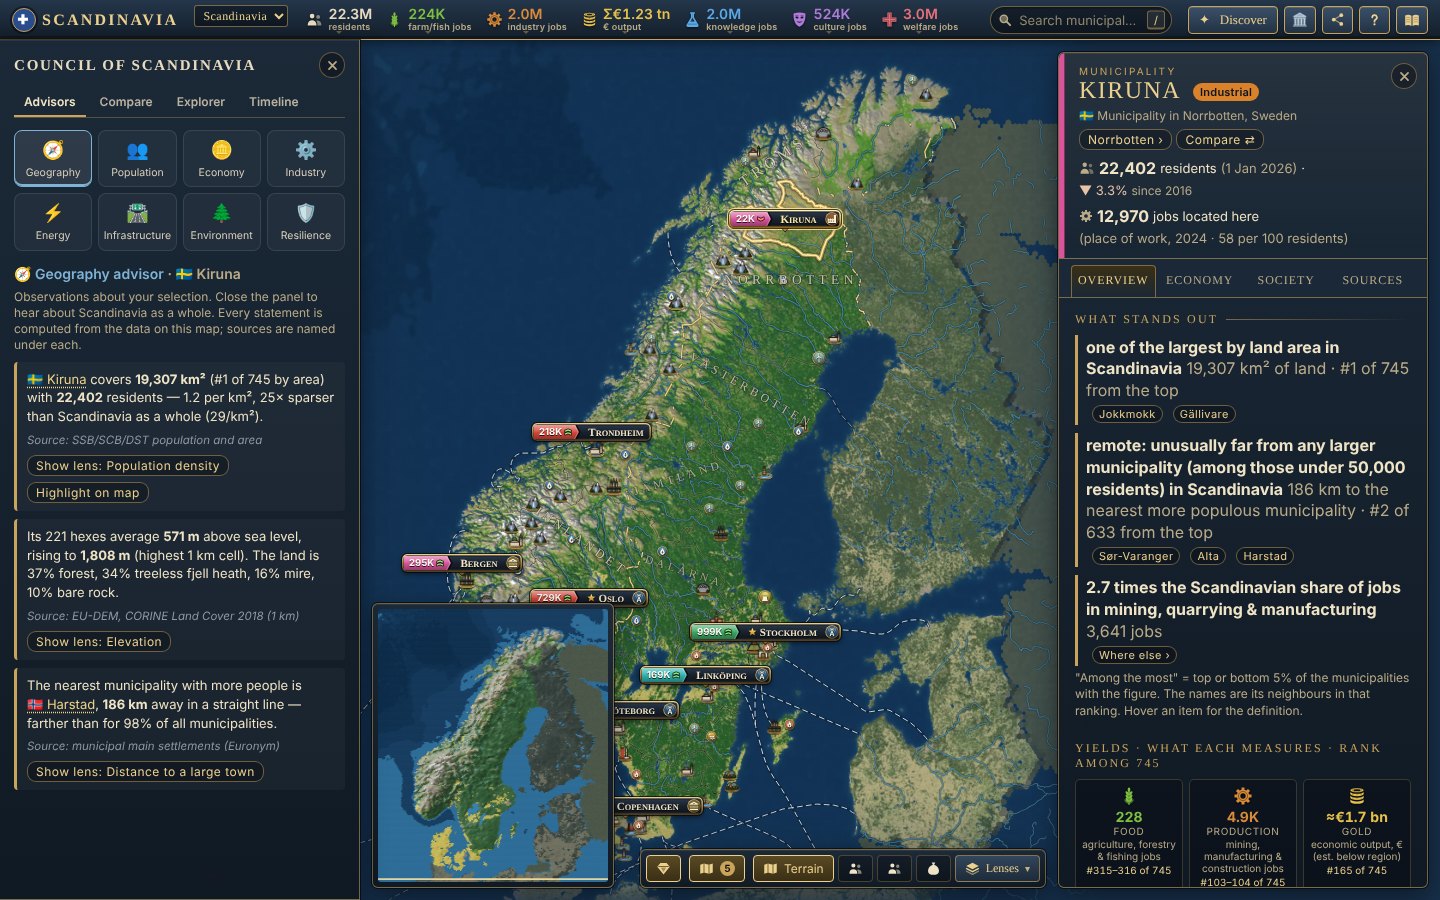 SCANDINAVIA
Scandinavia
22.3M
residents
224K
farm/fish jobs
2.0M
industry jobs
Σ€1.23 tn
€ output
2.0M
knowledge jobs
524K
culture jobs
3.0M
welfare jobs
Search municipal...
/
Discover
?
COUNCIL OF SCANDINAVIA
Advisors
Compare
Explorer
Timeline
Geography
Population
Economy
Industry
Energy
Infrastructure
Environment
Resilience
Geography advisor · Kiruna
Observations about your selection. Close the panel to
hear about Scandinavia as a whole. Every statement is
computed from the data on this map; sources are named
under each.
Kiruna covers 19,307 km² (#1 of 745 by area)
with 22,402 residents — 1.2 per km², 25× sparser
than Scandinavia as a whole (29/km²).
Source: SSB/SCB/DST population and area
Show lens: Population density
Highlight on map
Its 221 hexes average 571 m above sea level,
rising to 1,808 m (highest 1 km cell). The land is
37% forest, 34% treeless fjell heath, 16% mire,
10% bare rock.
Source: EU-DEM, CORINE Land Cover 2018 (1 km)
Show lens: Elevation
The nearest municipality with more people is
Harstad, 186 km away in a straight line —
farther than for 98% of all municipalities.
Source: municipal main settlements (Euronym)
Show lens: Distance to a large town
22K KIRUNA
NORRBOTTEN
VÄSTERBOTTEN
218K TRONDHEIM
DALARNA
295K BERGEN
729K ★ OSLO
999K ★ STOCKHOLM
169K LINKÖPING
ÖTEBORG
COPENHAGEN
5
Terrain
Lenses
MUNICIPALITY
KIRUNA
Industrial
Municipality in Norrbotten, Sweden
Norrbotten ›
Compare ⇄
22,402 residents (1 Jan 2026) ·
▼ 3.3% since 2016
12,970 jobs located here
(place of work, 2024 · 58 per 100 residents)
OVERVIEW
ECONOMY
SOCIETY
SOURCES
WHAT STANDS OUT
one of the largest by land area in
Scandinavia 19,307 km² of land · #1 of 745
from the top
Jokkmokk
Gällivare
remote: unusually far from any larger
municipality (among those under 50,000
residents) in Scandinavia 186 km to the
nearest more populous municipality · #2 of
633 from the top
Sør-Varanger
Alta
Harstad
2.7 times the Scandinavian share of jobs
in mining, quarrying & manufacturing
3,641 jobs
Where else ›
"Among the most" = top or bottom 5% of the municipalities
with the figure. The names are its neighbours in that
ranking. Hover an item for the definition.
YIELDS · WHAT EACH MEASURES · RANK
AMONG 745
228
FOOD
agriculture, forestry
& fishing jobs
#315–316 of 745
4.9K
PRODUCTION
mining,
manufacturing &
construction jobs
#103–104 of 745
≈€1.7 bn
GOLD
economic output, €
(est. below region)
#165 of 745